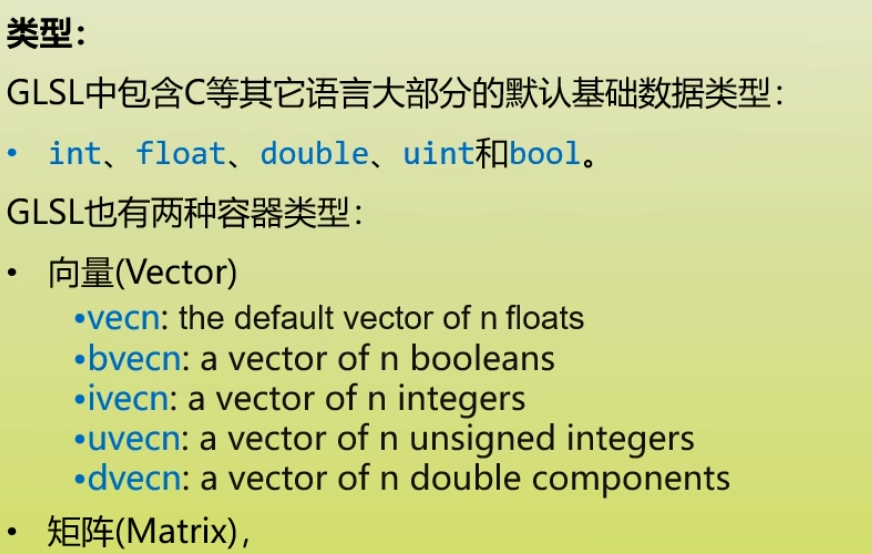 类型：
GLSL中包含C等其它语言大部分的默认基础数据类型：
• int、float、double、uint和bool。
GLSL也有两种容器类型：
• 向量(Vector)
•vecn: the default vector of n floats
•bvecn: a vector of n booleans
•ivecn: a vector of n integers
•uvecn: a vector of n unsigned integers
•dvecn: a vector of n double components
• 矩阵(Matrix)，